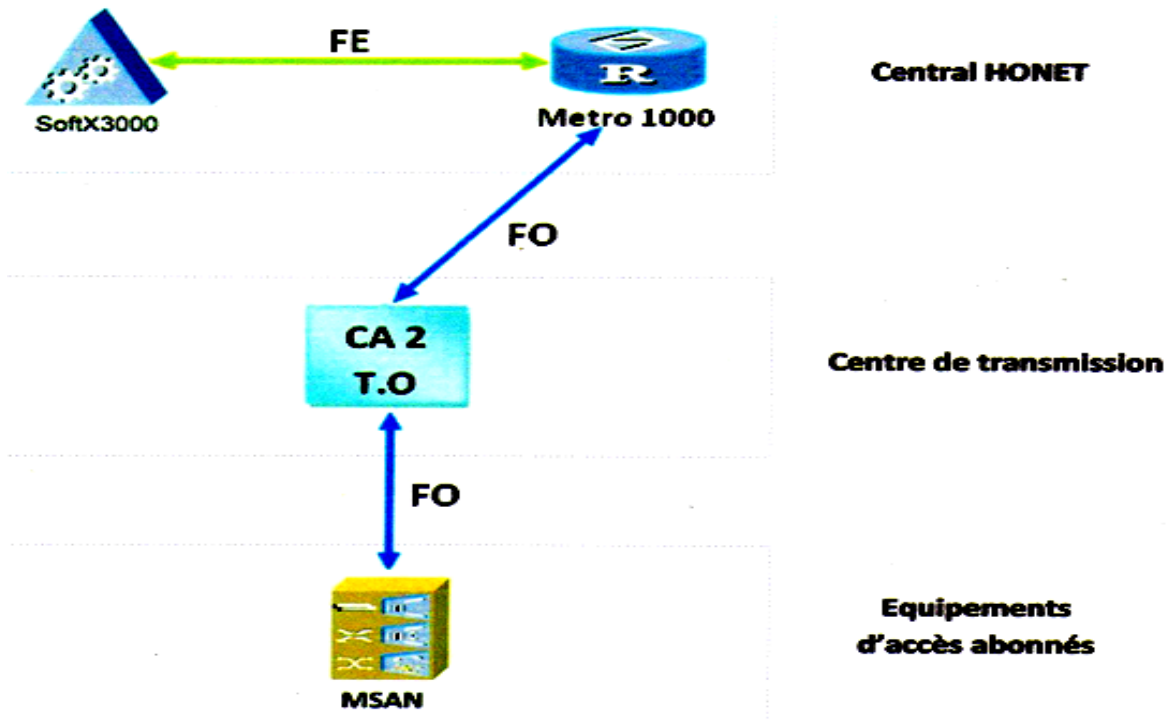 FE
SoftX3000
R
Metro 1000
Central HONET
FO
CA 2
T.O
Centre de transmission
FO
MSAN
Equipements
d'accès abonnés